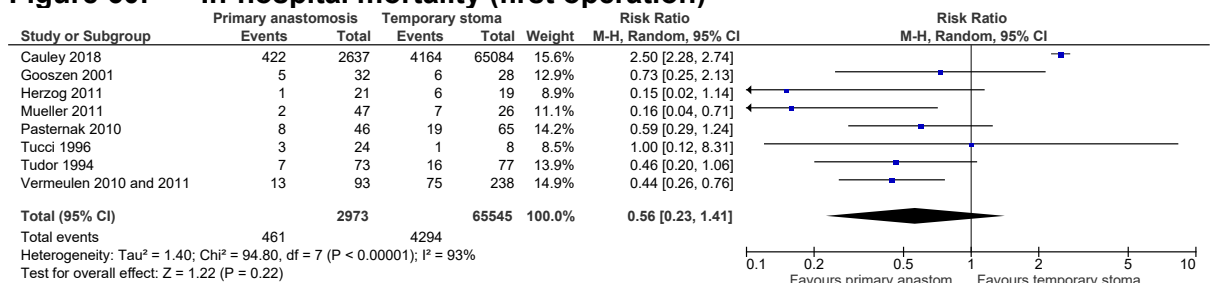 Figure 60: in-hospital mortality (first operation)
Primary anastomosis Temporary stoma Risk Ratio Risk Ratio
Study or Subgroup Events Total Events Total Weight M-H, Random, 95% CI M-H, Random, 95% CI
Cauley 2018 422 2637 4164 65084 15.6% 2.50 [2.28, 2.74]
Gooszen 2001 5 32 6 28 12.9% 0.73 [0.25, 2.13]
Herzog 2011 1 21 6 19 8.9% 0.15 [0.02, 1.14]
Mueller 2011 2 47 7 26 11.1% 0.16 [0.04, 0.71]
Pasternak 2010 8 46 19 65 14.2% 0.59 [0.29, 1.24]
Tucci 1996 3 24 1 8 8.5% 1.00 [0.12, 8.31]
Tudor 1994 7 73 16 77 13.9% 0.46 [0.20, 1.06]
Vermeulen 2010 and 2011 13 93 75 238 14.9% 0.44 [0.26, 0.76]
Total (95% CI) 2973 65545 100.0% 0.56 [0.23, 1.41]
Total events 461 4294
Heterogeneity: Tau² = 1.40; Chi² = 94.80, df = 7 (P < 0.00001); I² = 93%
Test for overall effect: Z = 1.22 (P = 0.22)
0.1 0.2 0.5 1 2 5 10
Favours primary anastom Favours temporary stoma